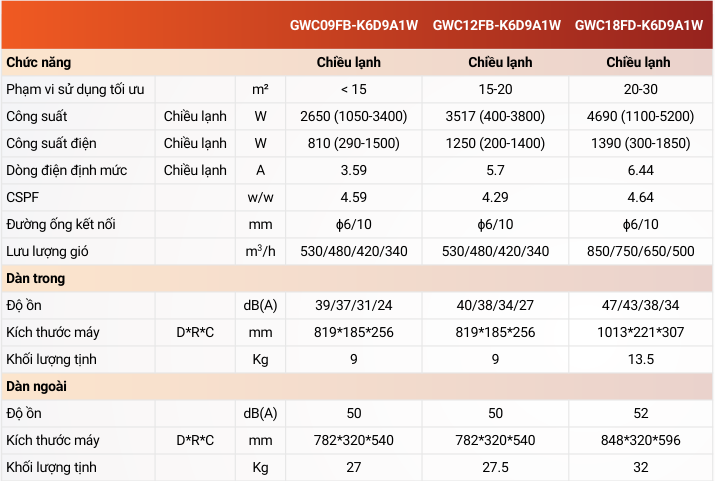 GWC09FB-K6D9A1W GWC12FB-K6D9A1W GWC18FD-K6D9A1W
Chức năng Chiều lạnh Chiều lạnh Chiều lạnh
Phạm vi sử dụng tối ưu m² < 15 15-20 20-30
Công suất Chiều lạnh W 2650 (1050-3400) 3517 (400-3800) 4690 (1100-5200)
Công suất điện Chiều lạnh W 810 (290-1500) 1250 (200-1400) 1390 (300-1850)
Dòng điện định mức Chiều lạnh A 3.59 5.7 6.44
CSPF w/w 4.59 4.29 4.64
Đường ống kết nối mm ϕ6/10 ϕ6/10 ϕ6/10
Lưu lượng gió m³/h 530/480/420/340 530/480/420/340 850/750/650/500
Dàn trong
Độ ồn dB(A) 39/37/31/24 40/38/34/27 47/43/38/34
Kích thước máy D*R*C mm 819*185*256 819*185*256 1013*221*307
Khối lượng tịnh Kg 9 9 13.5
Dàn ngoài
Độ ồn dB(A) 50 50 52
Kích thước máy D*R*C mm 782*320*540 782*320*540 848*320*596
Khối lượng tịnh Kg 27 27.5 32